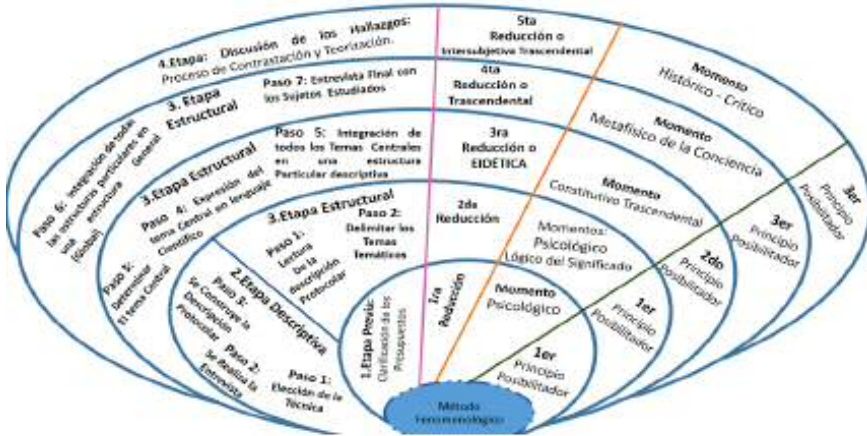 4.Etapa: Discusión de los Hallazgos:
Proceso de Contrastación y Teorización.
5ta
Reducción o
Intersubjetiva Trascendental
Momento
Histórico - Crítico
3er
Principio
Posibilitador
3. Etapa
Estructural
Paso 7: Entrevista Final con
los Sujetos Estudiados
Paso 6: Integración de todas
las estructuras particulares en
una estructura General
(Global)
4ta
Reducción o
Trascendental
Momento
Metafísico de la Conciencia
3er
Principio
Posibilitador
3.Etapa Estructural
Paso 5: Integración de
todos los Temas Centrales
en una estructura
Particular descriptiva
Paso 4: Expresión del
tema Central en lenguaje
Científico
Determinar
El tema Central
3ra
Reducción o
EIDÉTICA
Momento
Constitutivo Trascendental
2do
Principio
Posibilitador
3.Etapa Estructural
Paso 2:
Delimitar los
Temas
Temáticos
Paso 1:
Lectura
De la
descripción
Protocolar
2da
Reducción
Momentos:
Psicológico
Lógico del Significado
1er
Principio
Posibilitador
2.Etapa Descriptiva
Paso 3:
Se Construye la
Descripción
Protocolar
Paso 2:
Se Realiza la
Entrevista
Paso 1:
Elección de la
Técnica
1.Etapa Previa:
Clarificación de los
Presupuestos
1ra
Reducción
Momento
Psicológico
1er
Principio
Posibilitador
Método
Fenomenológico